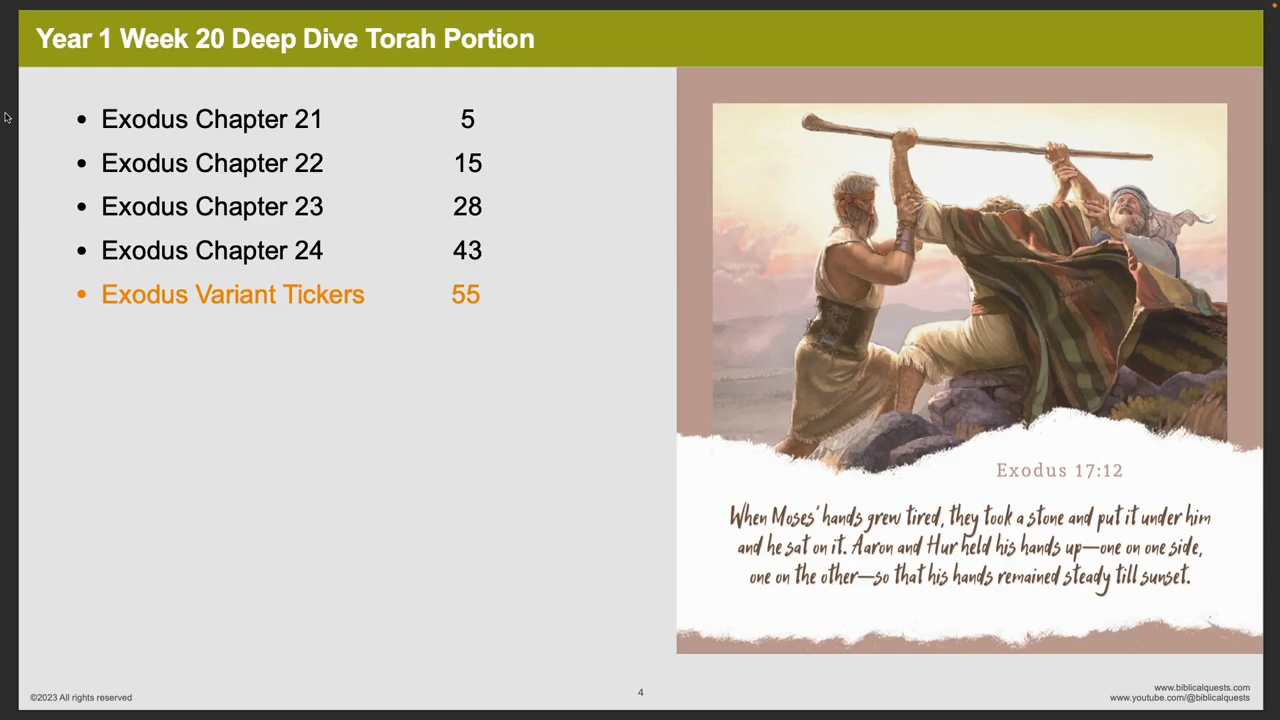 Year 1 Week 20 Deep Dive Torah Portion
• Exodus Chapter 21 5
• Exodus Chapter 22 15
• Exodus Chapter 23 28
• Exodus Chapter 24 43
• Exodus Variant Tickers 55
Exodus 17:12
When Moses' hands grew tired, they took a stone and put it under him
and he sat on it. Aaron and Hur held his hands up—one on one side,
one on the other—so that his hands remained steady till sunset.
©2023 All rights reserved
4
www.biblicalquests.com
www.youtube.com/@biblicalquests